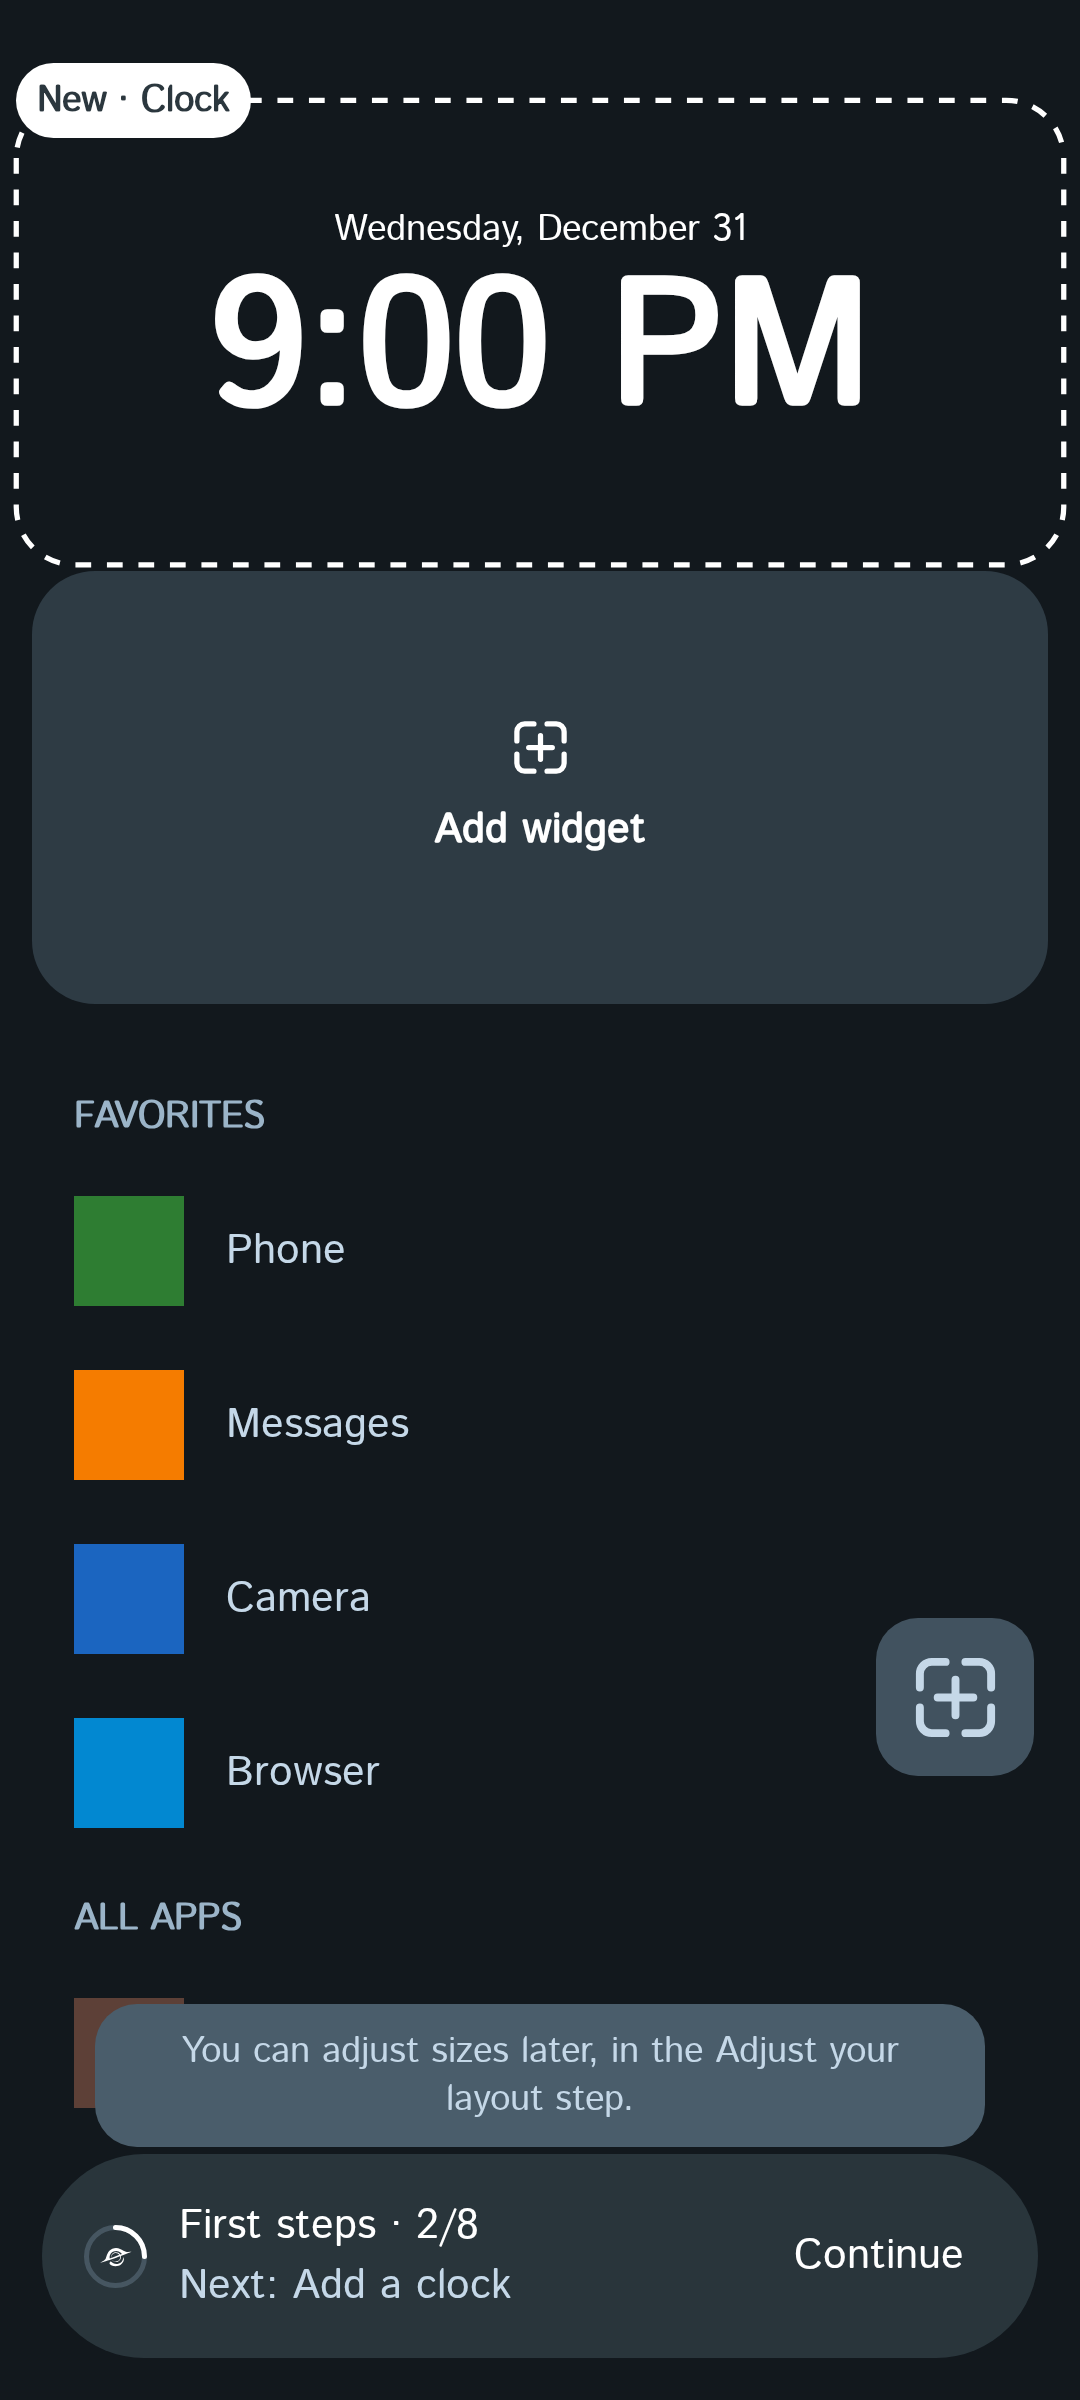 New · Clock
Wednesday, December 31
9:00 PM
Add widget
FAVORITES
Phone
Messages
Camera
Browser
ALL APPS
You can adjust sizes later, in the Adjust your
layout step.
First steps · 2/8
Next: Add a clock
Continue